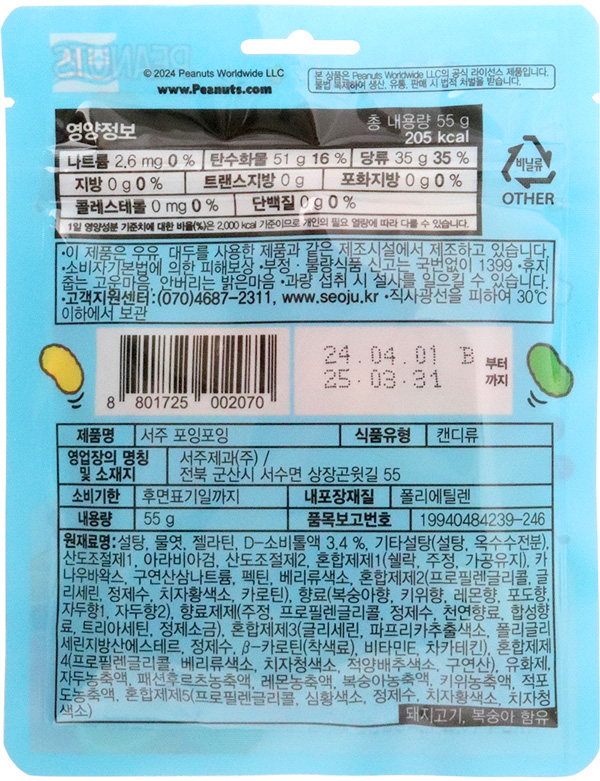 PEANUTS
© 2024 Peanuts Worldwide LLC
www.Peanuts.com
본 상품은 Peanuts Worldwide LLC의 공식 라이선스 제품입니다.
불법 복제하여 생산, 유통, 판매 시 법적 처벌을 받습니다.
영양정보
총 내용량 55 g
205 kcal
나트륨 2.6 mg 0 % 탄수화물 51 g 16 % 당류 35 g 35 %
지방 0 g 0 % 트랜스지방 0 g 포화지방 0 g 0 %
콜레스테롤 0 mg 0 % 단백질 0 g 0 %
1일 영양성분 기준치에 대한 비율(%)은 2,000 kcal 기준이므로 개인의 필요 열량에 따라 다를 수 있습니다.
비닐류
OTHER
•이 제품은 우유, 대두를 사용한 제품과 같은 제조시설에서 제조하고 있습니다.
•소비자기본법에 의한 피해보상 •부정·불량식품 신고는 국번없이 1399 •휴지
줍는 고운마음, 안버리는 밝은마음 •과량 섭취 시 설사를 일으킬 수 있습니다.
•고객지원센터:(070)4687-2311, www.seoju.kr •직사광선을 피하여 30℃
이하에서 보관
8 801725 002070
24.04.01 B 부터
25.03.31 까지
제품명 서주 포잉포잉 식품유형 캔디류
영업장의 명칭 및 소재지 서주제과(주) /
전북 군산시 서수면 상장곤윗길 55
소비기한 후면표기일까지 내포장재질 폴리에틸렌
내용량 55 g 품목보고번호 19940484239-246
원재료명:설탕, 물엿, 젤라틴, D-소비톨액 3.4 %, 기타설탕(설탕, 옥수수전분),
산도조절제1, 아라비아검, 산도조절제2, 혼합제제1(쉘락, 주정, 가공유지), 카
나우바왁스, 구연산삼나트륨, 펙틴, 베리류색소, 혼합제제2(프로필렌글리콜, 글
리세린, 정제수, 치자황색소, 카로틴), 향료(복숭아향, 키위향, 레몬향, 포도향,
자두향1, 자두향2), 향료제제(주정, 프로필렌글리콜, 정제수, 천연향료, 합성향
료, 트리아세틴, 정제소금), 혼합제제3(글리세린, 파프리카추출색소, 폴리글리
세린지방산에스테르, 정제수, β-카로틴(착색료), 비타민E, 차카테킨), 혼합제제
4(프로필렌글리콜, 베리류색소, 치자청색소, 적양배추색소, 구연산), 유화제,
자두농축액, 패션후르츠농축액, 레몬농축액, 복숭아농축액, 키위농축액, 적포
도농축액, 혼합제제5(프로필렌글리콜, 심황색소, 정제수, 치자황색소, 치자청
색소)
돼지고기, 복숭아 함유